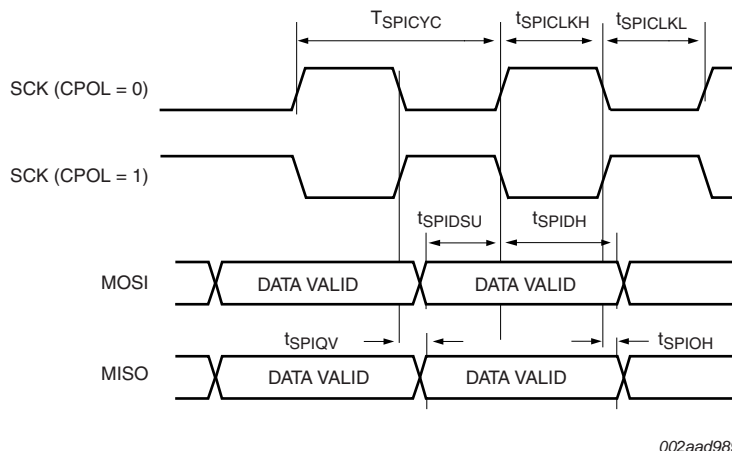 TSPICYC tSPICLKH tSPICLKL
SCK (CPOL = 0)
SCK (CPOL = 1)
tSPIDSU tSPIDH
MOSI DATA VALID DATA VALID
tSPIQV tSPIOH
MISO DATA VALID DATA VALID